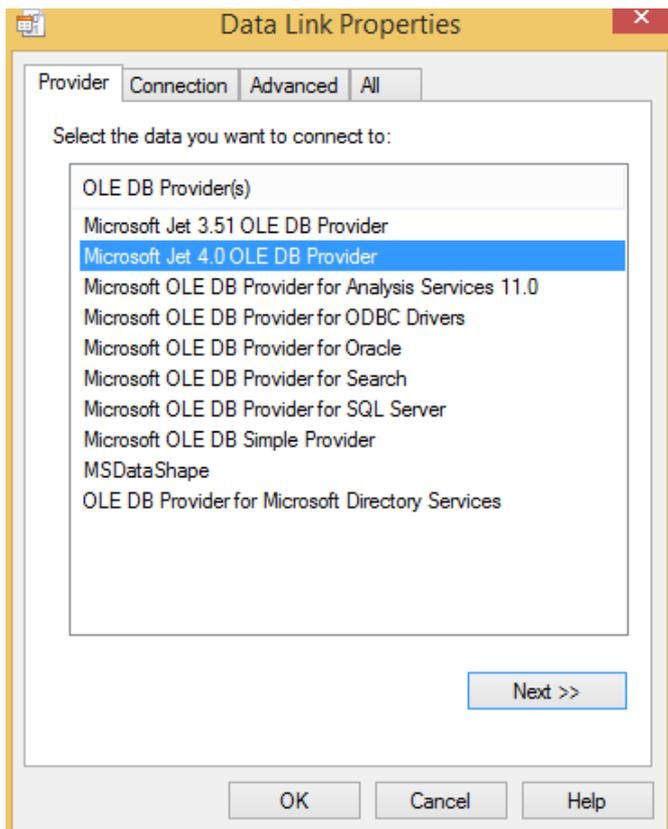 Data Link Properties
Provider Connection Advanced All
Select the data you want to connect to:
OLE DB Provider(s)
Microsoft Jet 3.51 OLE DB Provider
Microsoft Jet 4.0 OLE DB Provider
Microsoft OLE DB Provider for Analysis Services 11.0
Microsoft OLE DB Provider for ODBC Drivers
Microsoft OLE DB Provider for Oracle
Microsoft OLE DB Provider for Search
Microsoft OLE DB Provider for SQL Server
Microsoft OLE DB Simple Provider
MSDataShape
OLE DB Provider for Microsoft Directory Services
Next >>
OK Cancel Help